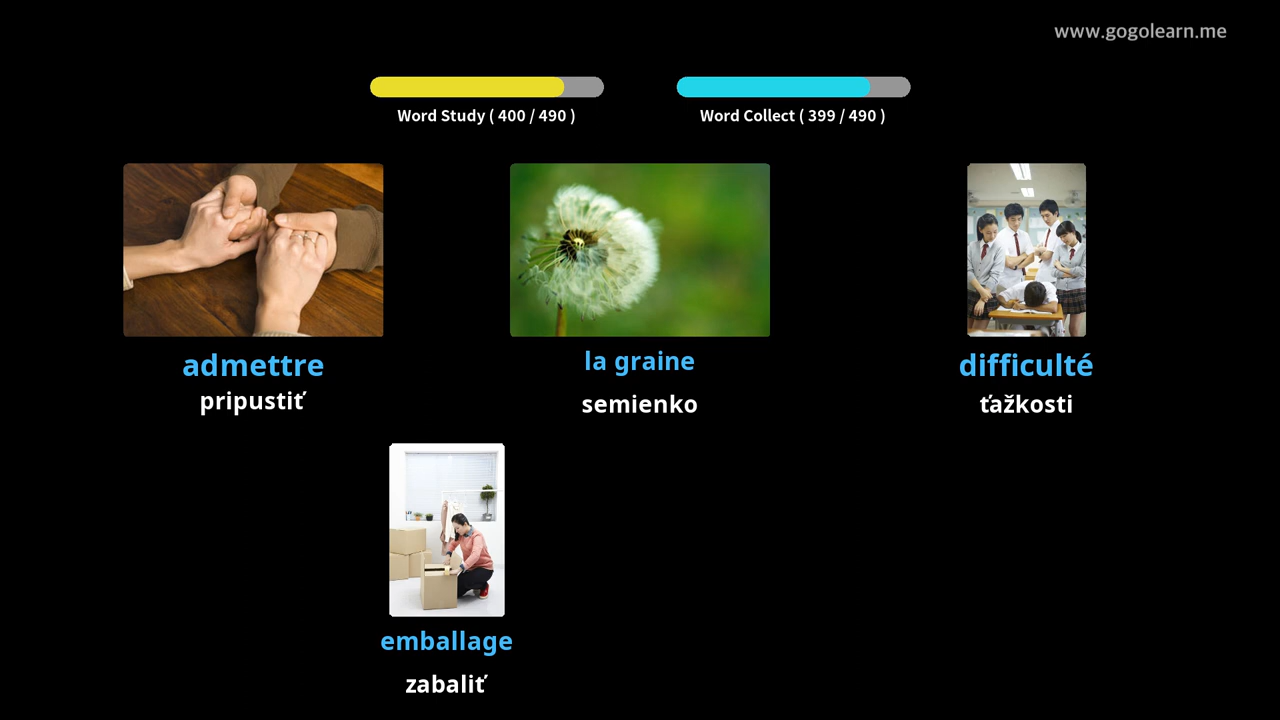 www.gogolearn.me
Word Study ( 400 / 490 )
Word Collect ( 399 / 490 )
admettre
pripustiť
la graine
semienko
difficulté
ťažkosti
emballage
zabaliť